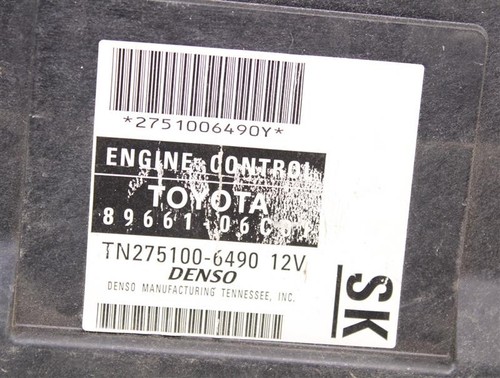 *2751006490Y*
ENGINE CONTROL
TOYOTA
TN275100-6490 12V
DENSO
DENSO MANUFACTURING TENNESSEE, INC.
SK